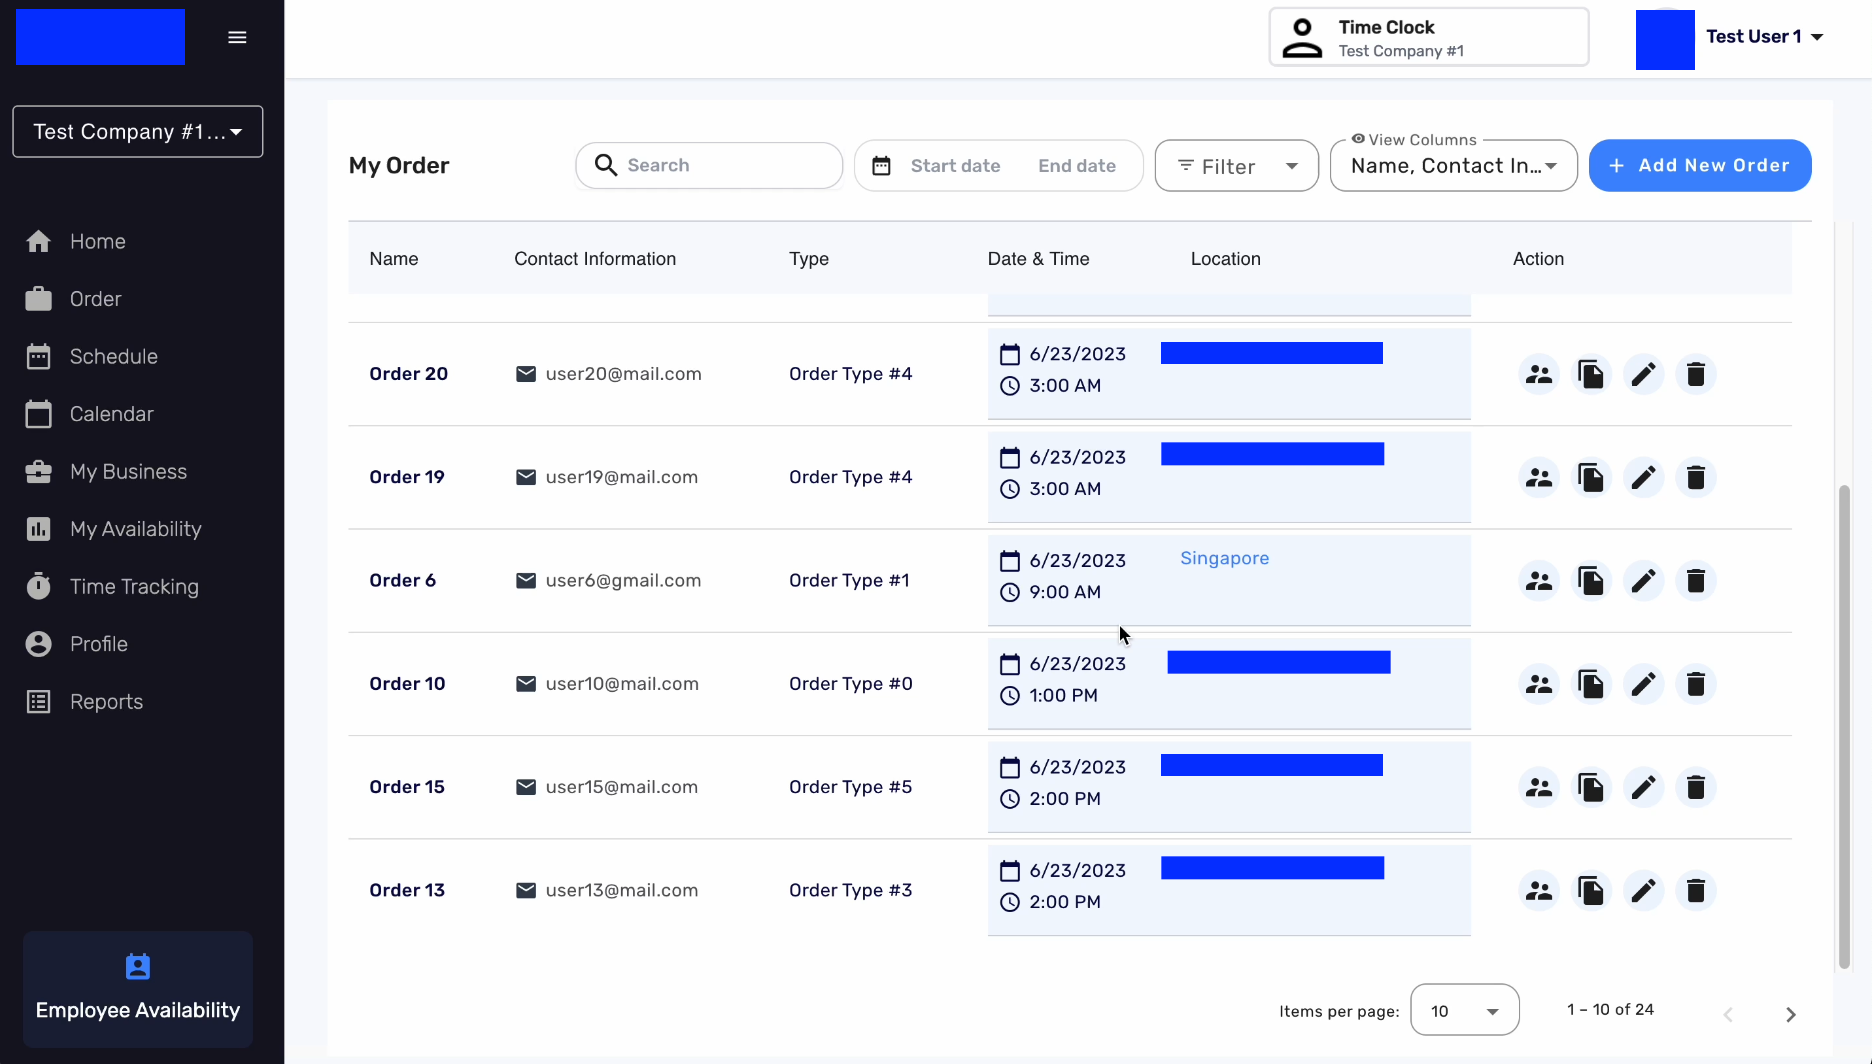 Time Clock
Test Company #1
Test User 1
Test Company #1...
Home
Order
Schedule
Calendar
My Business
My Availability
Time Tracking
Profile
Reports
Employee Availability
My Order
Search
Start date
End date
Filter
View Columns
Name, Contact In...
+ Add New Order
Name Contact Information Type Date & Time Location Action
Order 20 user20@mail.com Order Type #4 6/23/2023
3:00 AM
Order 19 user19@mail.com Order Type #4 6/23/2023
3:00 AM
Order 6 user6@gmail.com Order Type #1 6/23/2023 Singapore
9:00 AM
Order 10 user10@mail.com Order Type #0 6/23/2023
1:00 PM
Order 15 user15@mail.com Order Type #5 6/23/2023
2:00 PM
Order 13 user13@mail.com Order Type #3 6/23/2023
2:00 PM
Items per page: 10 1 – 10 of 24